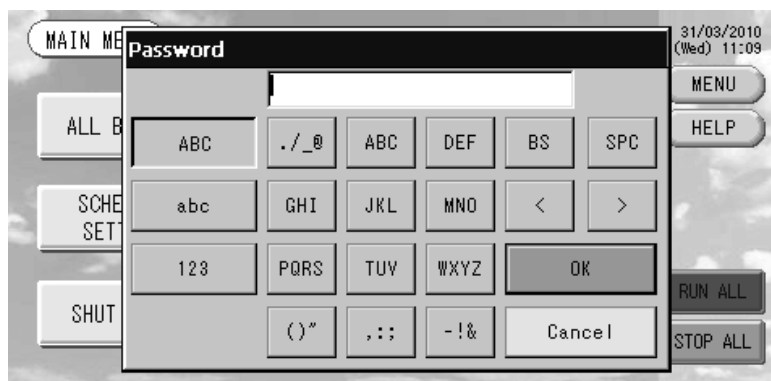 MAIN ME
31/03/2010
(Wed) 11:09
Password
MENU
HELP
ALL B
ABC
./_@
ABC
DEF
BS
SPC
SCHE
SETT
abc
GHI
JKL
MNO
<
>
123
PQRS
TUV
WXYZ
OK
RUN ALL
SHUT
()"
,:;
-!&
Cancel
STOP ALL